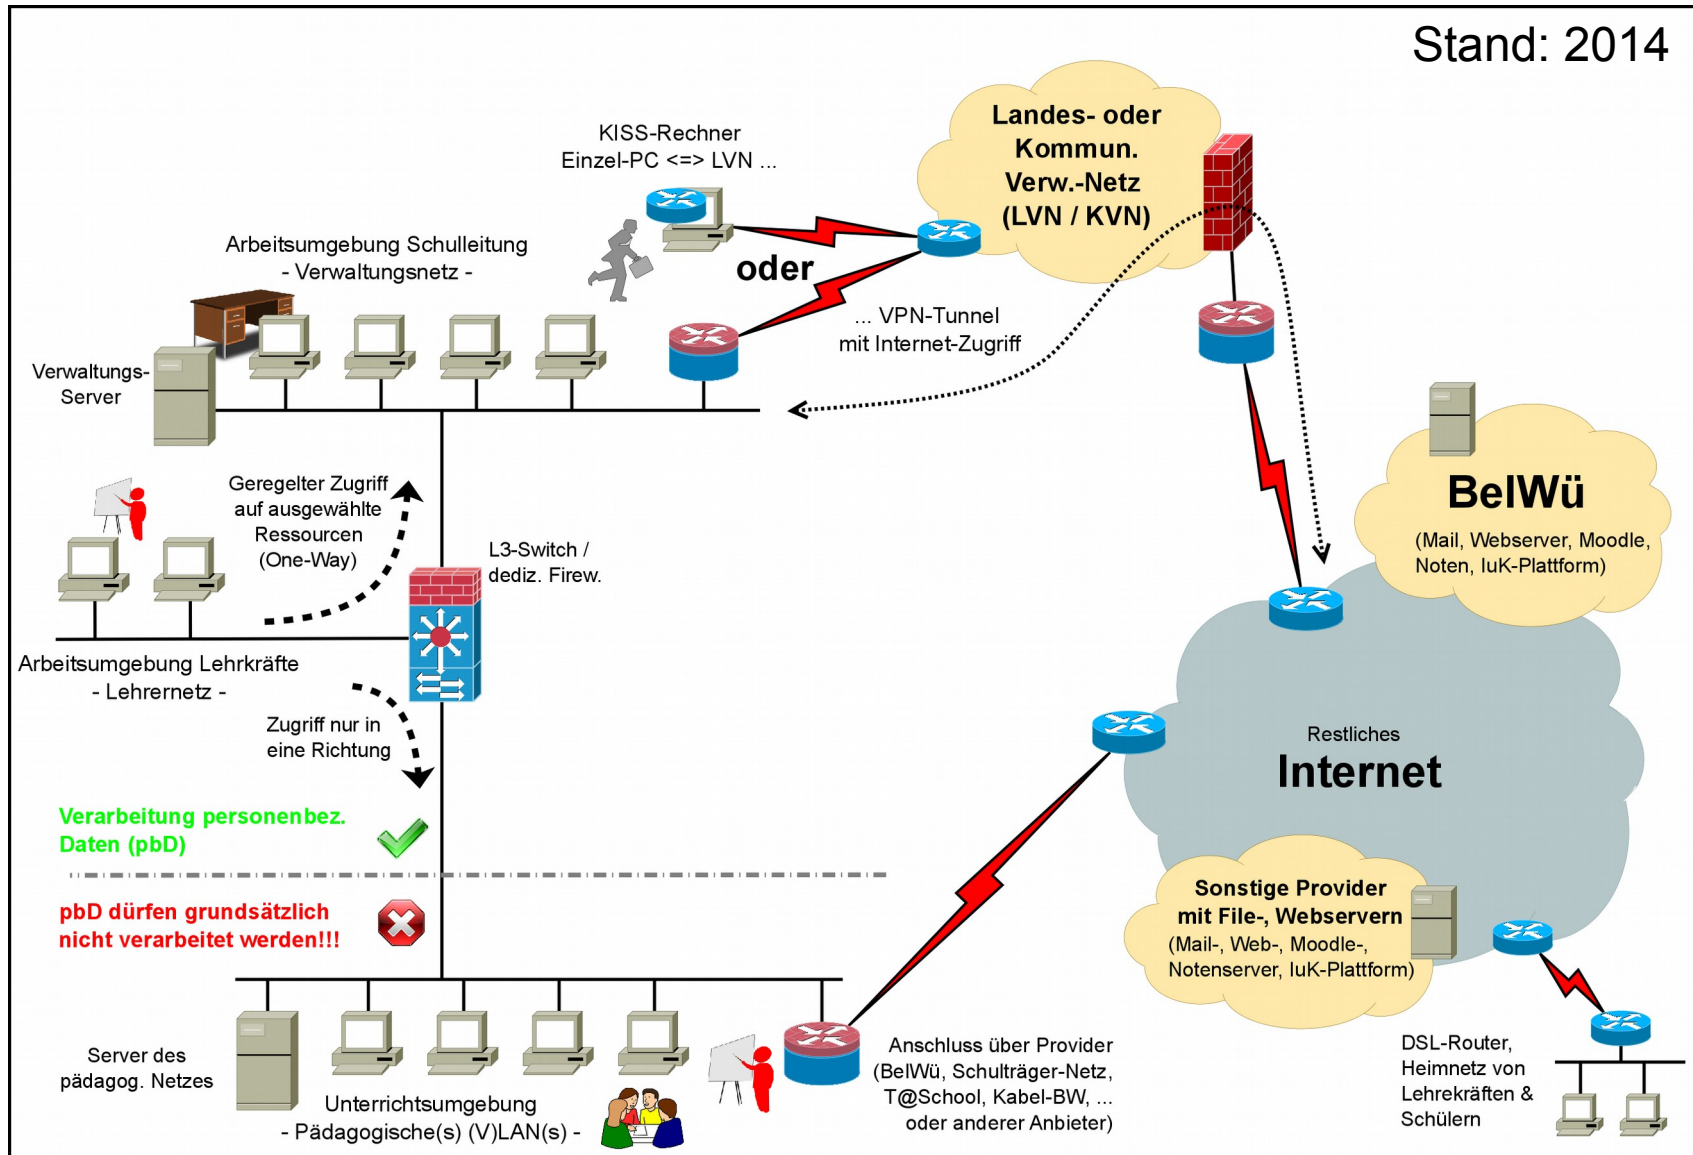 Stand: 2014
Landes- oder
Kommun.
Verw.-Netz
(LVN / KVN)
KISS-Rechner
Einzel-PC <=> LVN ...
oder
Arbeitsumgebung Schulleitung
- Verwaltungsnetz -
... VPN-Tunnel
mit Internet-Zugriff
Verwaltungs-
Server
Geregelter Zugriff
auf ausgewählte
Ressourcen
(One-Way)
L3-Switch /
dediz. Firew.
BelWü
(Mail, Webserver, Moodle,
Noten, IuK-Plattform)
Arbeitsumgebung Lehrkräfte
- Lehrernetz -
Zugriff nur in
eine Richtung
Restliches
Internet
Verarbeitung personenbez.
Daten (pbD)
pbD dürfen grundsätzlich
nicht verarbeitet werden!!!
Sonstige Provider
mit File-, Webservern
(Mail-, Web-, Moodle-,
Notenserver, IuK-Plattform)
Server des
pädagog. Netzes
Unterrichtsumgebung
- Pädagogische(s) (V)LAN(s) -
Anschluss über Provider
(BelWü, Schulträger-Netz,
T@School, Kabel-BW, ...
oder anderer Anbieter)
DSL-Router,
Heimnetz von
Lehrekräften &
Schülern